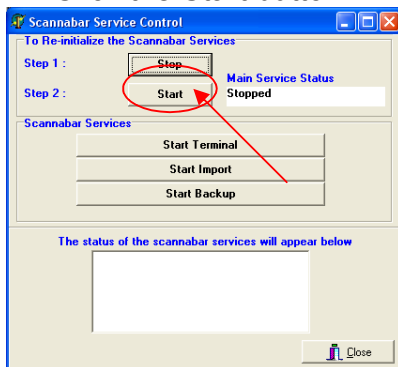 Scannabar Service Control
To Re-initialize the Scannabar Services
Step 1 :
Stop
Main Service Status
Step 2 :
Start
Stopped
Scannabar Services
Start Terminal
Start Import
Start Backup
The status of the scannabar services will appear below
Close